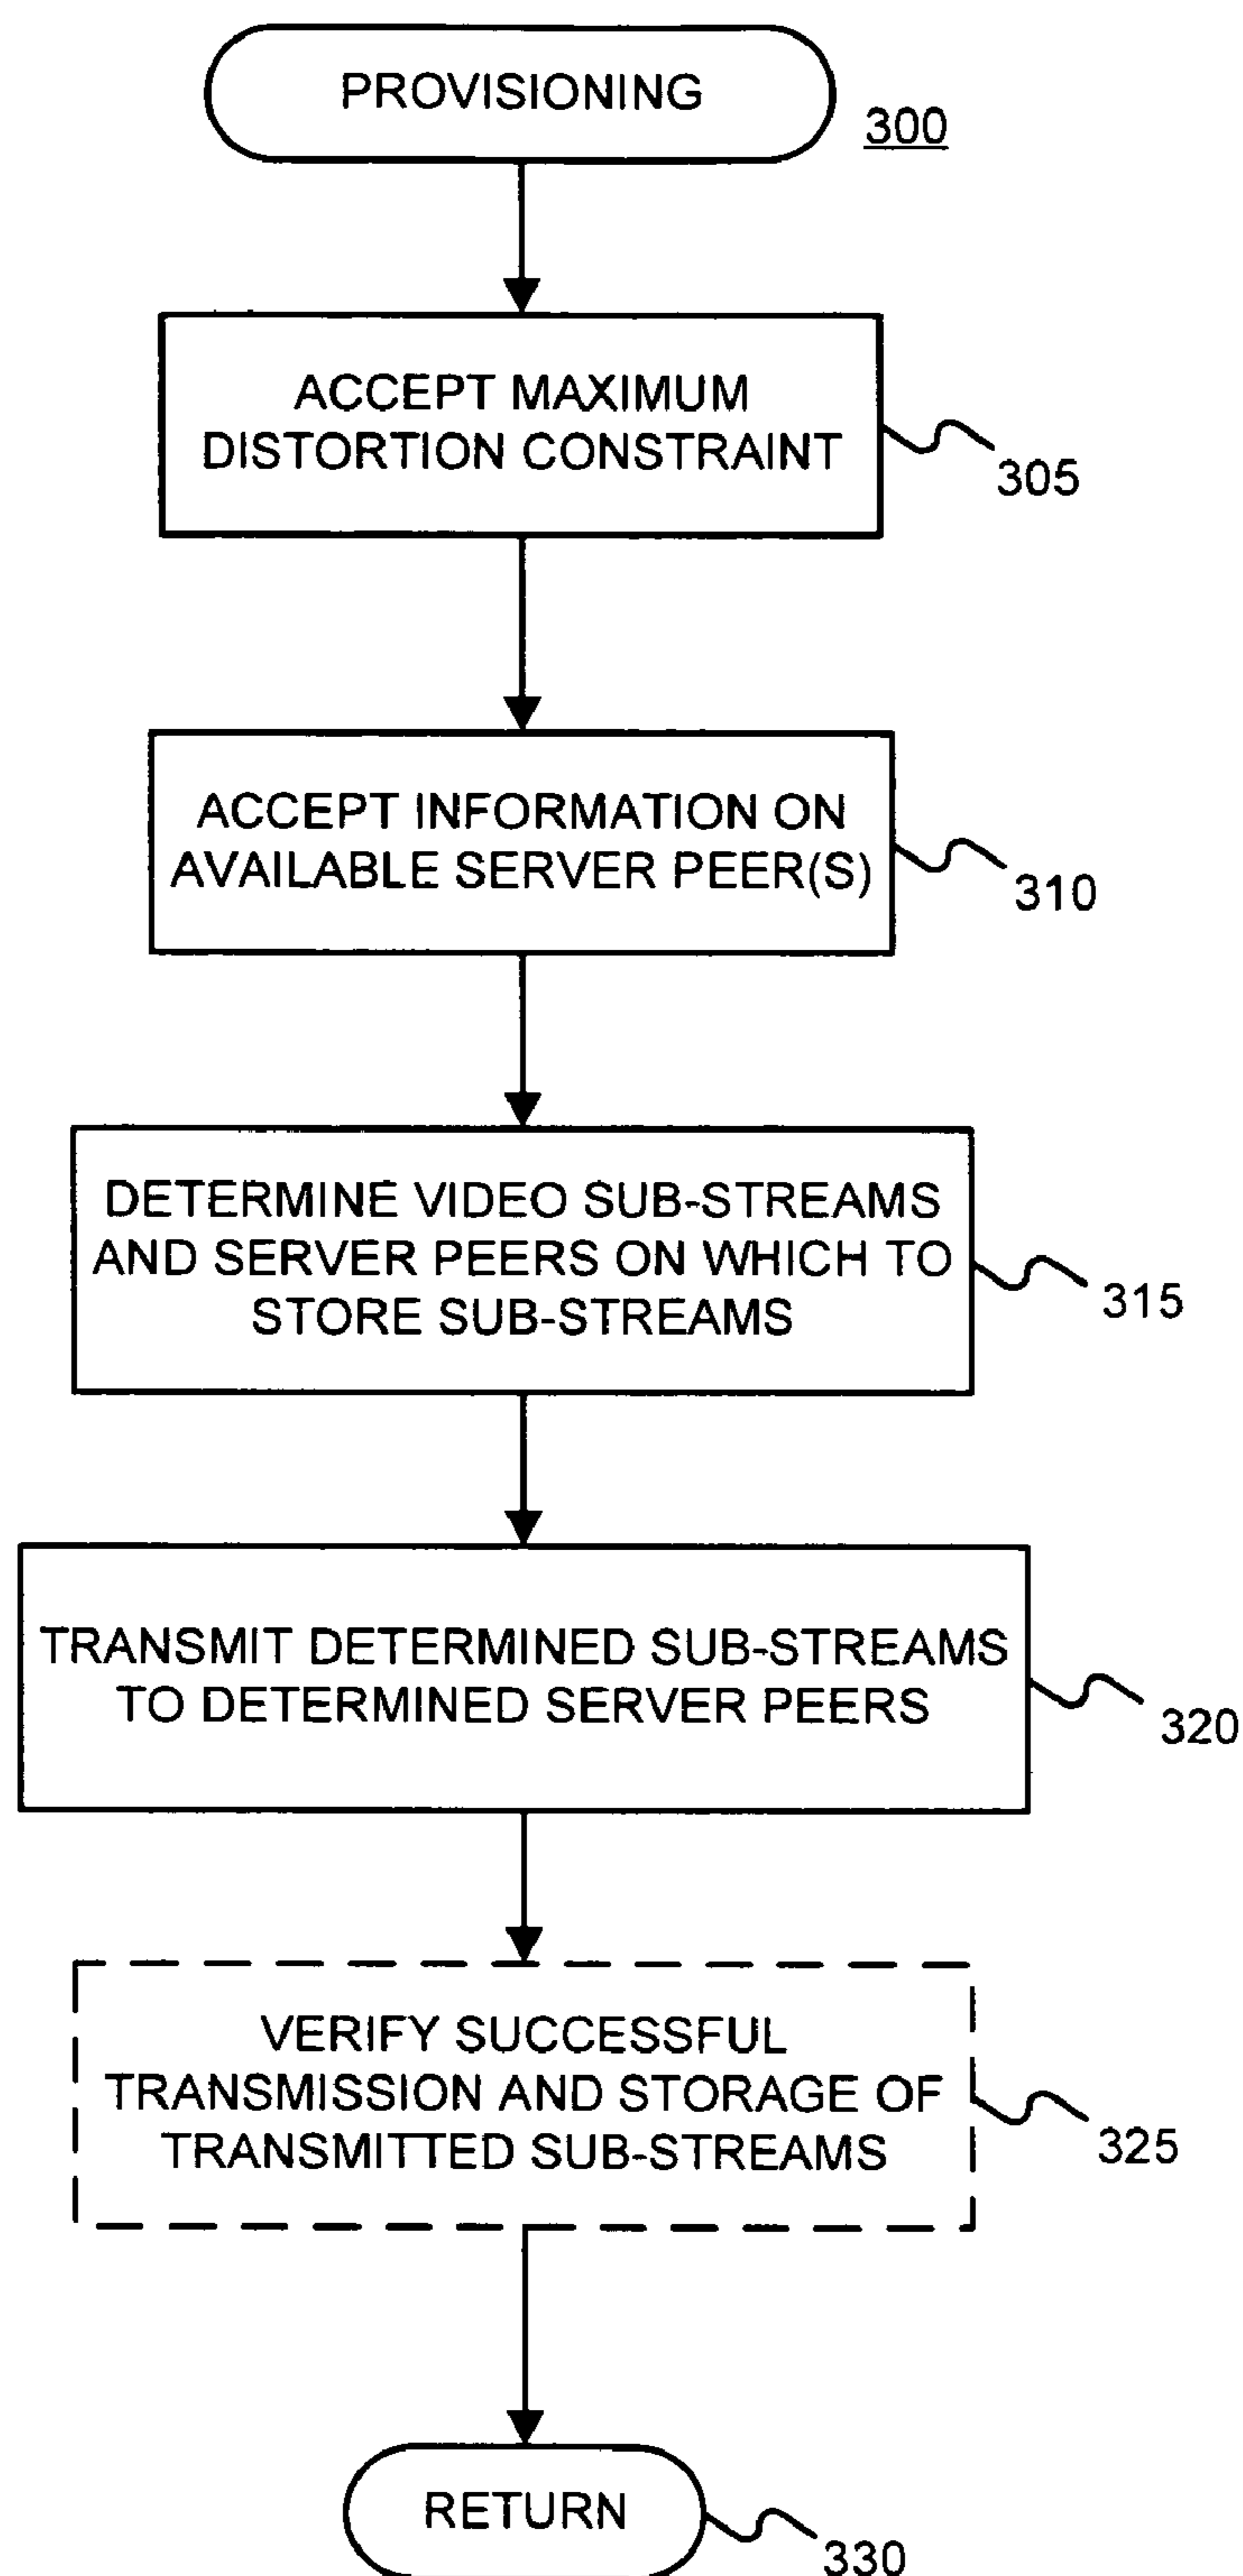 PROVISIONING
300
ACCEPT MAXIMUM
DISTORTION CONSTRAINT
305
ACCEPT INFORMATION ON
AVAILABLE SERVER PEER(S)
310
DETERMINE VIDEO SUB-STREAMS
AND SERVER PEERS ON WHICH TO
STORE SUB-STREAMS
315
TRANSMIT DETERMINED SUB-STREAMS
TO DETERMINED SERVER PEERS
320
VERIFY SUCCESSFUL
TRANSMISSION AND STORAGE OF
TRANSMITTED SUB-STREAMS
325
RETURN
330